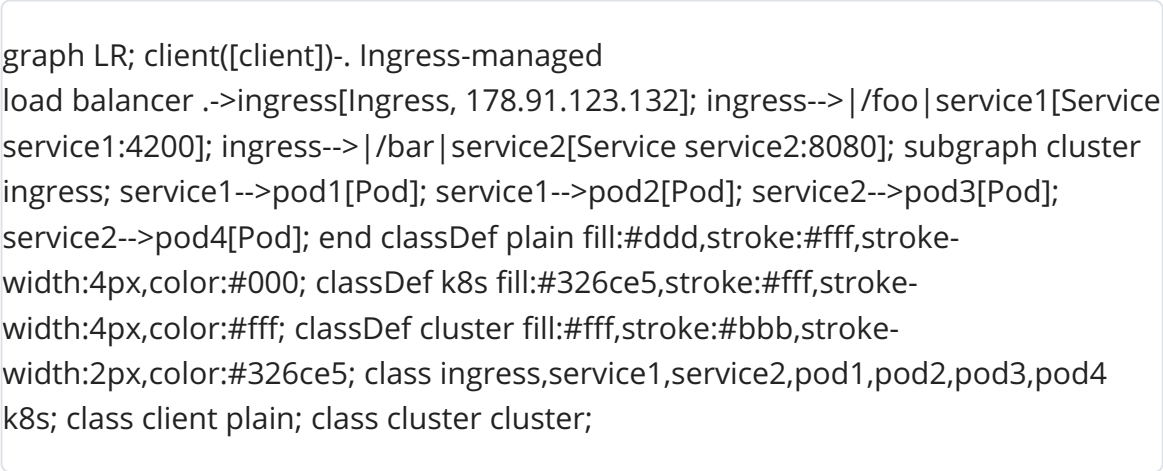 graph LR; client([client])-. Ingress-managed
load balancer .->ingress[Ingress, 178.91.123.132]; ingress-->|/foo|service1[Service
service1:4200]; ingress-->|/bar|service2[Service service2:8080]; subgraph cluster
ingress; service1-->pod1[Pod]; service1-->pod2[Pod]; service2-->pod3[Pod];
service2-->pod4[Pod]; end classDef plain fill:#ddd,stroke:#fff,stroke-
width:4px,color:#000; classDef k8s fill:#326ce5,stroke:#fff,stroke-
width:4px,color:#fff; classDef cluster fill:#fff,stroke:#bbb,stroke-
width:2px,color:#326ce5; class ingress,service1,service2,pod1,pod2,pod3,pod4
k8s; class client plain; class cluster cluster;